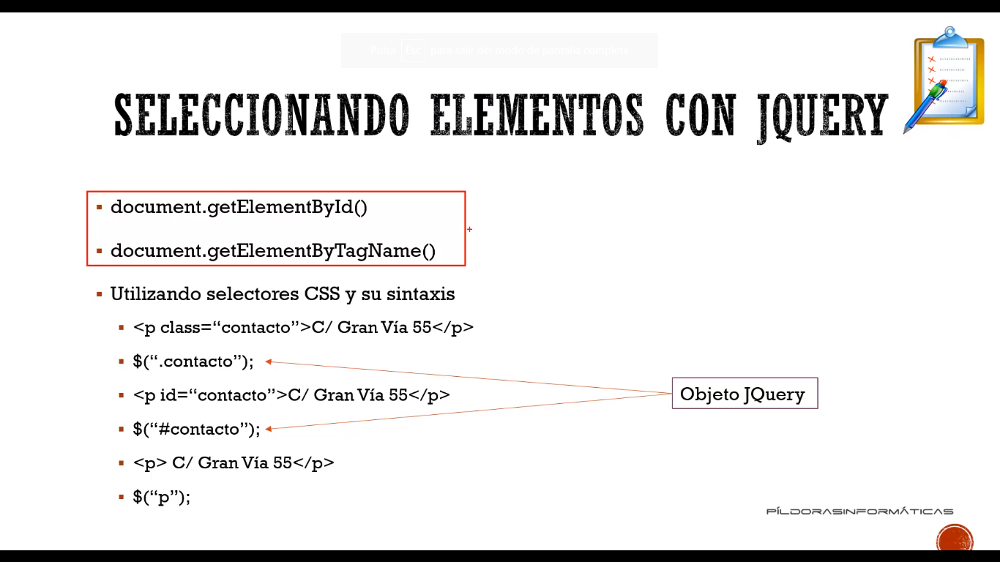 Pulsa Esc para salir del modo de pantalla completa
SELECCIONANDO ELEMENTOS CON JQUERY
document.getElementById()
document.getElementByTagName()
Utilizando selectores CSS y su sintaxis
<p class=“contacto”>C/ Gran Vía 55</p>
$(“.contacto”);
<p id=“contacto”>C/ Gran Vía 55</p>
$(“#contacto”);
<p> C/ Gran Vía 55</p>
$(“p”);
Objeto JQuery
PÍLDORASINFORMÁTICAS